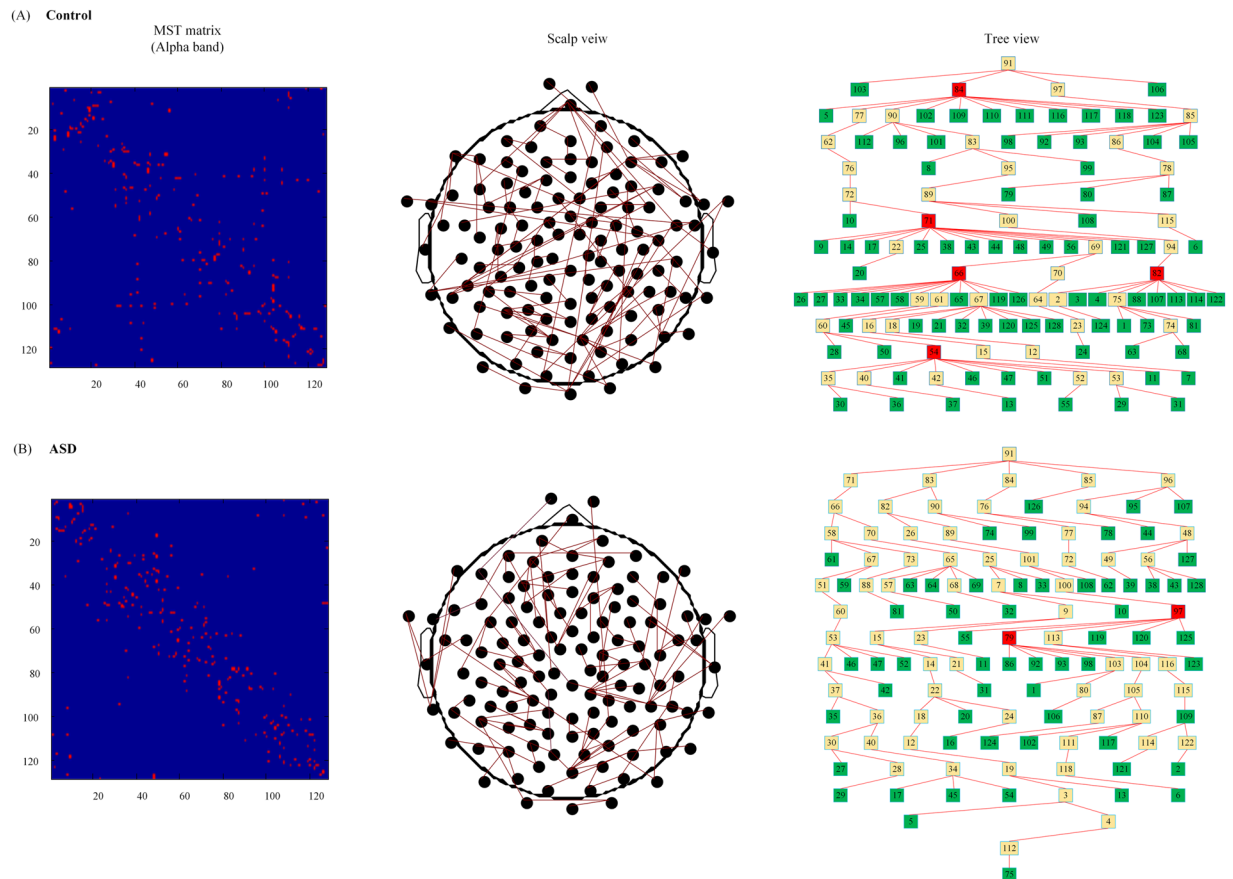 (A) Control
MST matrix
(Alpha band)
Scalp veiw
Tree view
20
40
60
80
100
120
20 40 60 80 100 120
91
103 84 97 106
5 77 90 102 109 110 111 116 117 118 123 85
62 112 96 101 83 98 92 93 86 104 105
76 8 95 99 78
72 89 79 80 87
10 71 100 108 115
9 14 17 22 25 38 43 44 48 49 56 69 121 127 94 6
20 66 70 82
26 27 33 34 57 58 59 61 65 67 119 126 64 2 3 4 75 88 107 113 114 122
60 45 16 18 19 21 32 39 120 125 128 23 124 1 73 74 81
28 50 54 15 12 24 63 68
35 40 41 42 46 47 51 52 53 11 7
30 36 37 13 55 29 31
(B) ASD
20
40
60
80
100
120
20 40 60 80 100 120
91
71 83 84 85 96
66 82 90 76 126 94 95 107
58 70 26 89 74 99 77 78 44 48
61 67 73 65 25 101 72 49 56 127
51 59 88 57 63 64 68 69 7 8 33 100 108 62 39 38 43 128
60 81 50 32 9 10 97
53 15 23 55 79 113 119 120 125
41 46 47 52 14 21 11 86 92 93 98 103 104 116 123
37 42 22 31 1 80 105 115
35 36 18 20 24 106 87 110 109
30 40 12 16 124 102 111 117 114 122
27 28 34 19 118 121 2
29 17 45 54 3 13 6
5 4
112
75